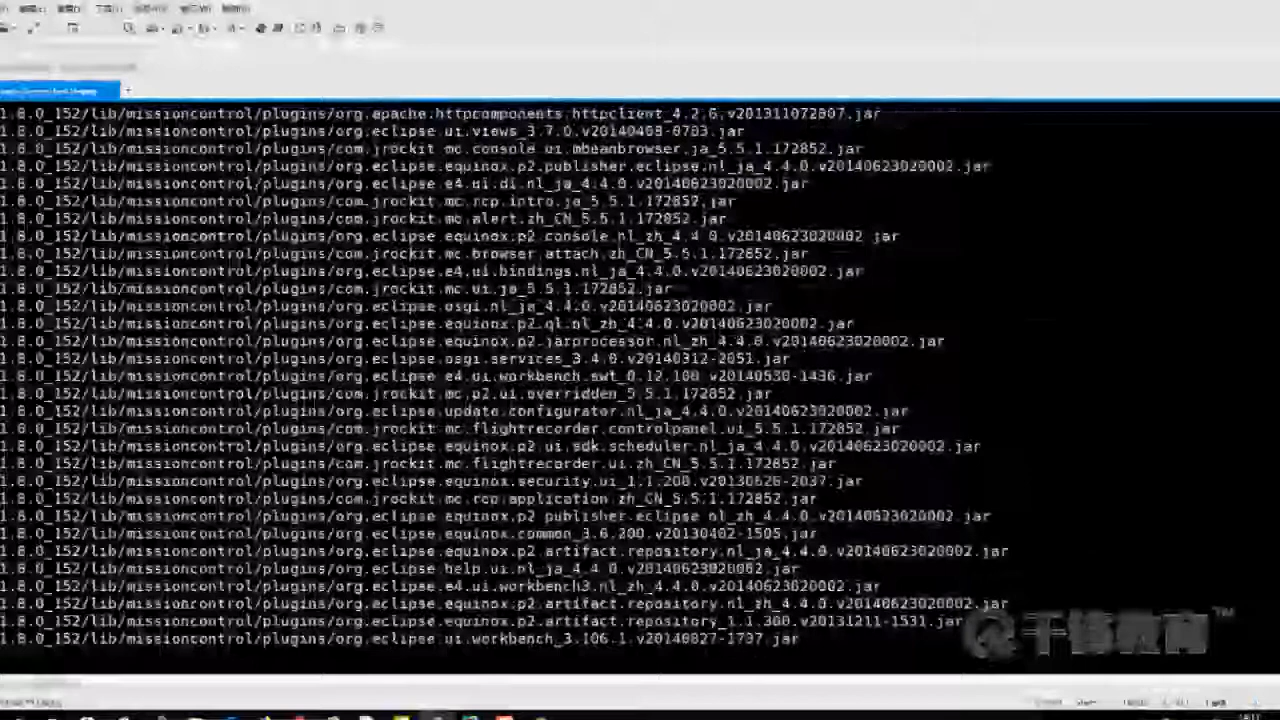 1.8.0_152/lib/missioncontrol/plugins/org.apache.httpcomponents.httpclient_4.2.6.v201311072007.jar
1.8.0_152/lib/missioncontrol/plugins/org.eclipse.ui.views_3.7.0.v20140408-0703.jar
1.8.0_152/lib/missioncontrol/plugins/com.jrockit.mc.console.ui.mbeanbrowser.ja_5.5.1.172852.jar
1.8.0_152/lib/missioncontrol/plugins/org.eclipse.equinox.p2.publisher.eclipse.nl_ja_4.4.0.v20140623020002.jar
1.8.0_152/lib/missioncontrol/plugins/org.eclipse.e4.ui.di.nl_ja_4.4.0.v20140623020002.jar
1.8.0_152/lib/missioncontrol/plugins/com.jrockit.mc.rcp.intro.ja_5.5.1.172852.jar
1.8.0_152/lib/missioncontrol/plugins/com.jrockit.mc.alert.zh_CN_5.5.1.172852.jar
1.8.0_152/lib/missioncontrol/plugins/org.eclipse.equinox.p2.console.nl_zh_4.4.0.v20140623020002.jar
1.8.0_152/lib/missioncontrol/plugins/com.jrockit.mc.browser.attach.zh_CN_5.5.1.172852.jar
1.8.0_152/lib/missioncontrol/plugins/org.eclipse.e4.ui.bindings.nl_ja_4.4.0.v20140623020002.jar
1.8.0_152/lib/missioncontrol/plugins/com.jrockit.mc.ui.ja_5.5.1.172852.jar
1.8.0_152/lib/missioncontrol/plugins/org.eclipse.osgi.nl_ja_4.4.0.v20140623020002.jar
1.8.0_152/lib/missioncontrol/plugins/org.eclipse.equinox.p2.ql.nl_zh_4.4.0.v20140623020002.jar
1.8.0_152/lib/missioncontrol/plugins/org.eclipse.equinox.p2.jarprocessor.nl_zh_4.4.0.v20140623020002.jar
1.8.0_152/lib/missioncontrol/plugins/org.eclipse.osgi.services_3.4.0.v20140312-2051.jar
1.8.0_152/lib/missioncontrol/plugins/org.eclipse.e4.ui.workbench.swt_0.12.100.v20140530-1436.jar
1.8.0_152/lib/missioncontrol/plugins/com.jrockit.mc.p2.ui.overridden_5.5.1.172852.jar
1.8.0_152/lib/missioncontrol/plugins/org.eclipse.update.configurator.nl_ja_4.4.0.v20140623020002.jar
1.8.0_152/lib/missioncontrol/plugins/com.jrockit.mc.flightrecorder.controlpanel.ui_5.5.1.172852.jar
1.8.0_152/lib/missioncontrol/plugins/org.eclipse.equinox.p2.ui.sdk.scheduler.nl_ja_4.4.0.v20140623020002.jar
1.8.0_152/lib/missioncontrol/plugins/com.jrockit.mc.flightrecorder.ui.zh_CN_5.5.1.172852.jar
1.8.0_152/lib/missioncontrol/plugins/org.eclipse.equinox.security.ui_1.1.200.v20130626-2037.jar
1.8.0_152/lib/missioncontrol/plugins/com.jrockit.mc.rcp.application.zh_CN_5.5.1.172852.jar
1.8.0_152/lib/missioncontrol/plugins/org.eclipse.equinox.p2.publisher.eclipse.nl_zh_4.4.0.v20140623020002.jar
1.8.0_152/lib/missioncontrol/plugins/org.eclipse.equinox.common_3.6.200.v20130402-1505.jar
1.8.0_152/lib/missioncontrol/plugins/org.eclipse.equinox.p2.artifact.repository.nl_ja_4.4.0.v20140623020002.jar
1.8.0_152/lib/missioncontrol/plugins/org.eclipse.help.ui.nl_ja_4.4.0.v20140623020002.jar
1.8.0_152/lib/missioncontrol/plugins/org.eclipse.e4.ui.workbench3.nl_zh_4.4.0.v20140623020002.jar
1.8.0_152/lib/missioncontrol/plugins/org.eclipse.equinox.p2.artifact.repository.nl_zh_4.4.0.v20140623020002.jar
1.8.0_152/lib/missioncontrol/plugins/org.eclipse.equinox.p2.artifact.repository_1.1.300.v20131211-1531.jar
1.8.0_152/lib/missioncontrol/plugins/org.eclipse.ui.workbench_3.106.1.v20140827-1737.jar
千锋教育™